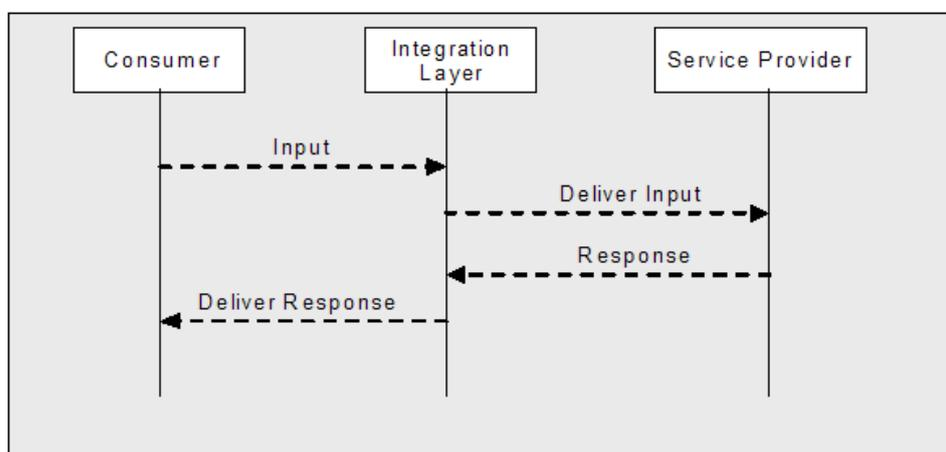 Consumer
Integration
Layer
Service Provider
Input
Deliver Input
Response
Deliver Response